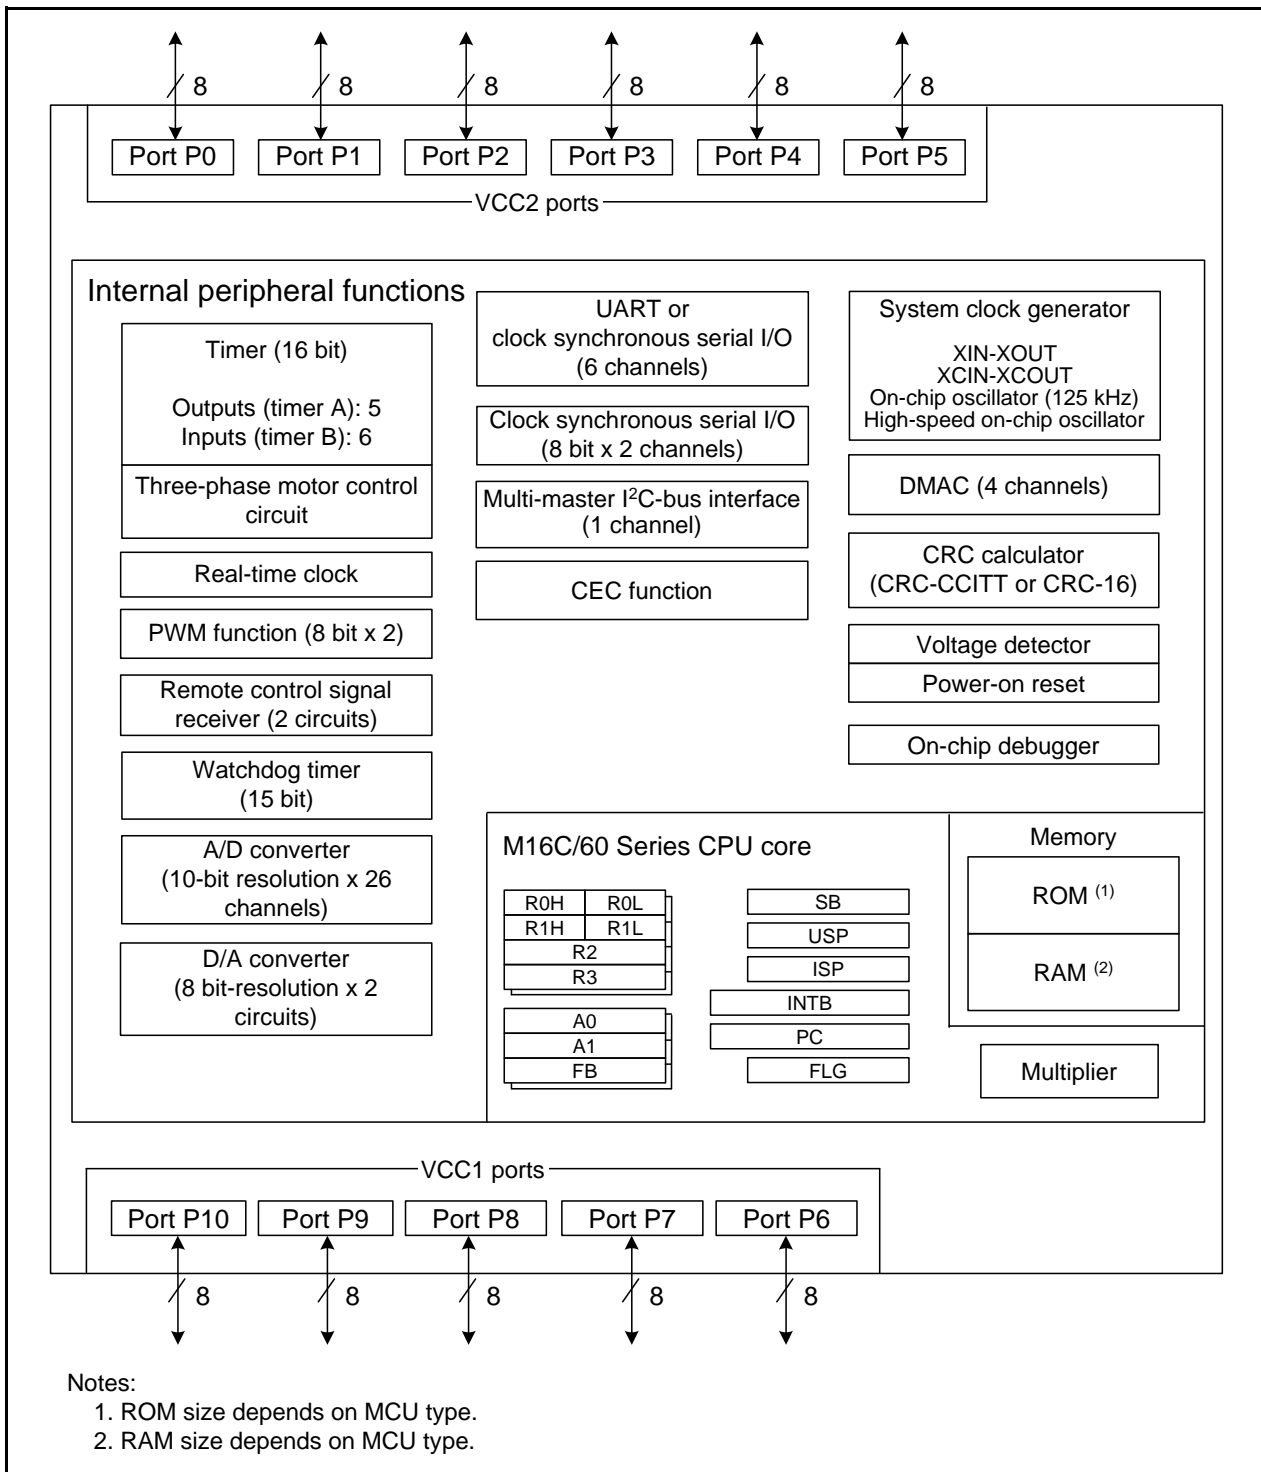 8
8
8
8
8
8
Port P0
Port P1
Port P2
Port P3
Port P4
Port P5
VCC2 ports
Internal peripheral functions
Timer (16 bit)
Outputs (timer A): 5
Inputs (timer B): 6
Three-phase motor control
circuit
Real-time clock
PWM function (8 bit x 2)
Remote control signal
receiver (2 circuits)
Watchdog timer
(15 bit)
A/D converter
(10-bit resolution x 26
channels)
D/A converter
(8 bit-resolution x 2
circuits)
UART or
clock synchronous serial I/O
(6 channels)
Clock synchronous serial I/O
(8 bit x 2 channels)
Multi-master I²C-bus interface
(1 channel)
CEC function
System clock generator
XIN-XOUT
XCIN-XCOUT
On-chip oscillator (125 kHz)
High-speed on-chip oscillator
DMAC (4 channels)
CRC calculator
(CRC-CCITT or CRC-16)
Voltage detector
Power-on reset
On-chip debugger
M16C/60 Series CPU core
R0H
R0L
R1H
R1L
R2
R3
A0
A1
FB
SB
USP
ISP
INTB
PC
FLG
Memory
ROM (1)
RAM (2)
Multiplier
VCC1 ports
Port P10
Port P9
Port P8
Port P7
Port P6
8
8
8
8
8
Notes:
1. ROM size depends on MCU type.
2. RAM size depends on MCU type.